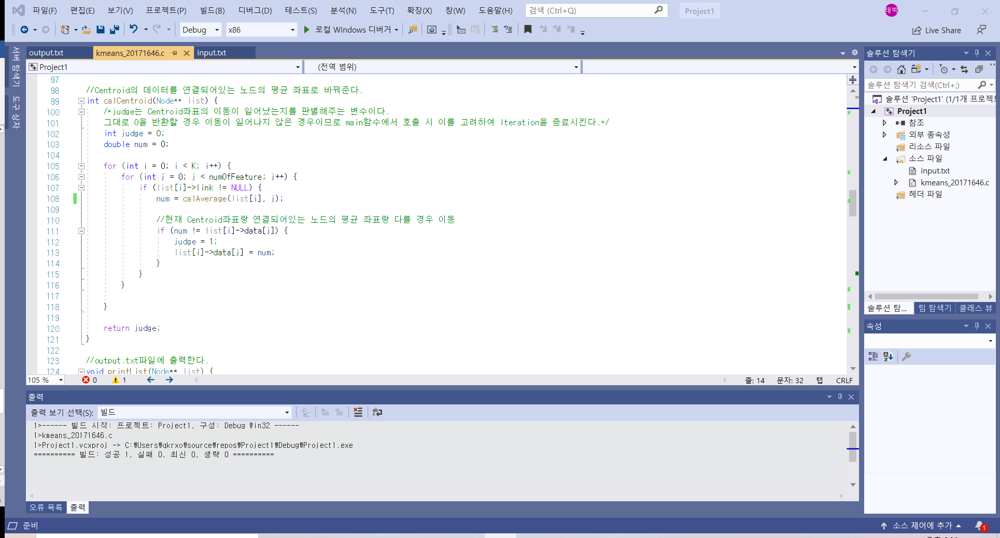 파일(F) 편집(E) 보기(V) 프로젝트(P) 빌드(B) 디버그(D) 테스트(S) 분석(N) 도구(T) 확장(X) 창(W) 도움말(H) 검색 (Ctrl+Q) Project1 태박
Debug x86 로컬 Windows 디버거 Live Share
서버 탐색기
도구 상자
output.txt kmeans_20171646.c input.txt
Project1 (전역 범위)
97
98 //Centroid의 데이터를 연결되어있는 노드의 평균 좌표로 바꿔준다.
99 int calCentroid(Node** list) {
100 /*judge는 Centroid좌표의 이동이 일어났는지를 판별해주는 변수이다.
101 그대로 0을 반환할 경우 이동이 일어나지 않은 경우이므로 main함수에서 호출 시 이를 고려하여 Iteration을 종료시킨다.*/
102 int judge = 0;
103 double num = 0;
104
105 for (int i = 0; i < K; i++) {
106 for (int j = 0; j < numOfFeature; j++) {
107 if (list[i]->link != NULL) {
108 num = calAverage(list[i], j);
109
110 //현재 Centroid좌표랑 연결되어있는 노드의 평균 좌표랑 다를 경우 이동
111 if (num != list[i]->data[j]) {
112 judge = 1;
113 list[i]->data[j] = num;
114 }
115 }
116 }
117
118 }
119
120 return judge;
121 }
122
123 //output.txt파일에 출력한다.
124 void printList(Node** list) {
105 % 0 1 줄: 14 문자: 32 탭 CRLF
출력
출력 보기 선택(S): 빌드
1>------ 빌드 시작: 프로젝트: Project1, 구성: Debug Win32 ------
1>kmeans_20171646.c
1>Project1.vcxproj -> C:\Users\qkrxo\source\repos\Project1\Debug\Project1.exe
========== 빌드: 성공 1, 실패 0, 최신 0, 생략 0 ==========
오류 목록 출력
솔루션 탐색기
솔루션 탐색기 검색(Ctrl+;)
솔루션 'Project1' (1/1개 프로젝트
Project1
참조
외부 종속성
리소스 파일
소스 파일
input.txt
kmeans_20171646.c
헤더 파일
솔루션 탐... 팀 탐색기 클래스 뷰
속성
준비 소스 제어에 추가 1